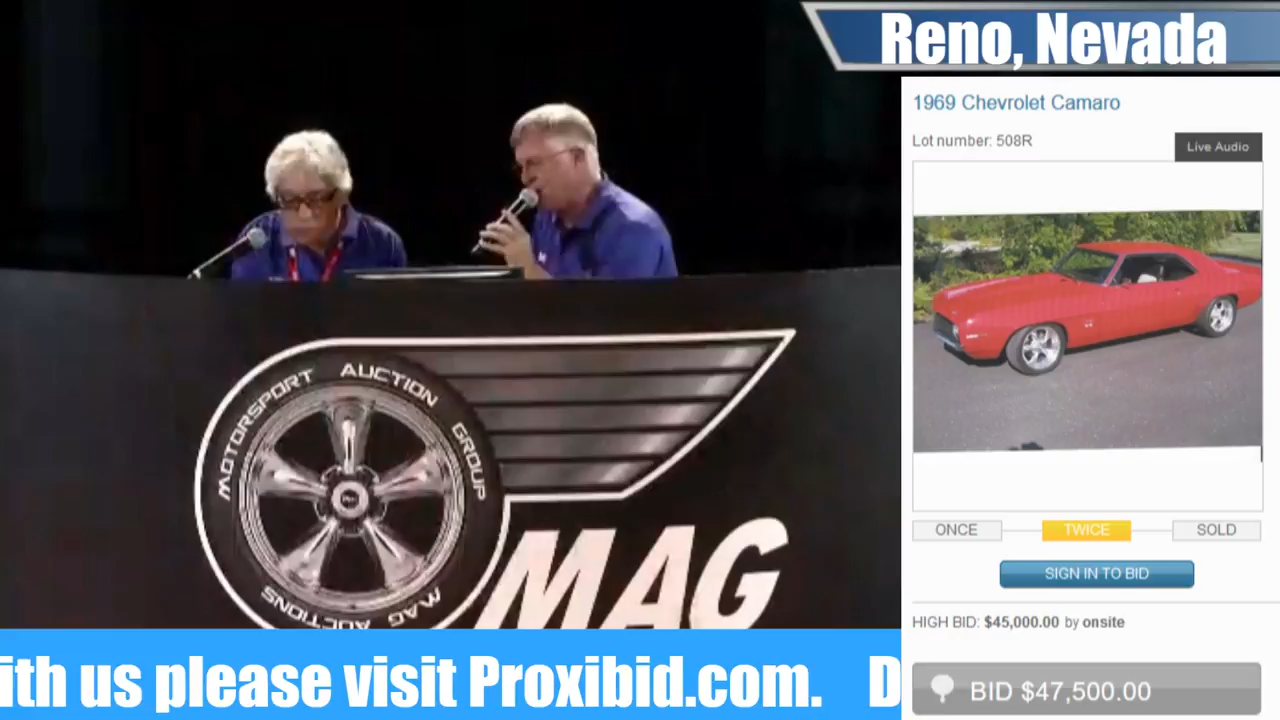 Reno, Nevada
1969 Chevrolet Camaro
Lot number: 508R
Live Audio
MOTORSPORT AUCTION GROUP
MAG AUCTIONS
MAG
ONCE
TWICE
SOLD
SIGN IN TO BID
HIGH BID: $45,000.00 by onsite
BID $47,500.00
ith us please visit Proxibid.com. D